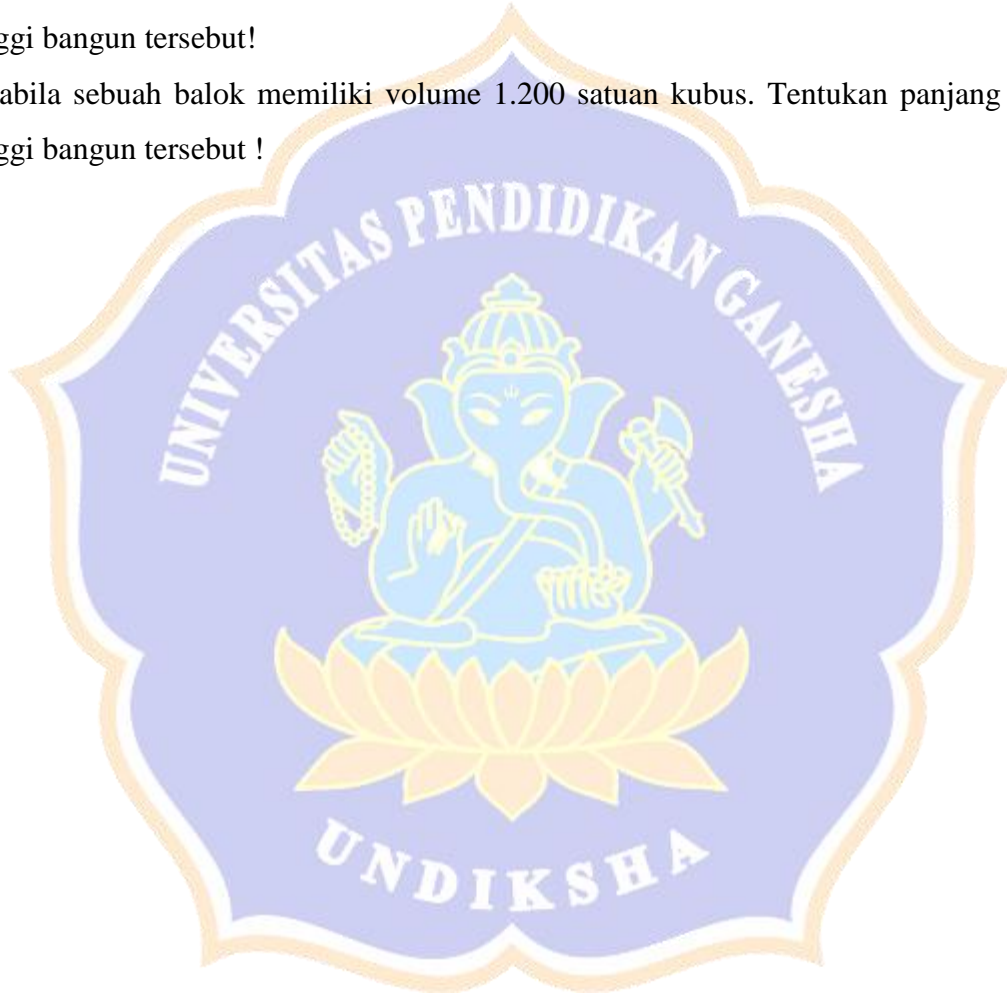 ggi bangun tersebut!
abila sebuah balok memiliki volume 1.200 satuan kubus. Tentukan panjang
ggi bangun tersebut !
UNIVERSITAS PENDIDIKAN GANESHA
UNDIKSHA